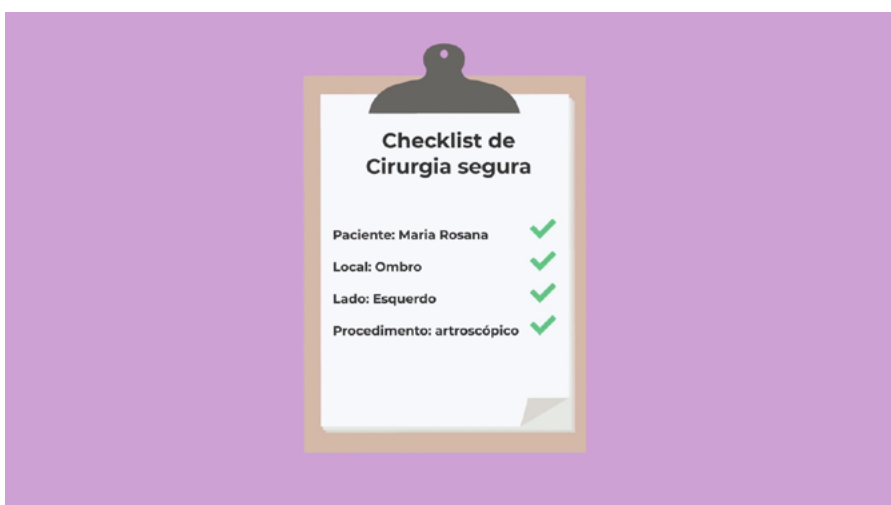 Checklist de
Cirurgia segura
Paciente: Maria Rosana
Local: Ombro
Lado: Esquerdo
Procedimento: artroscópico